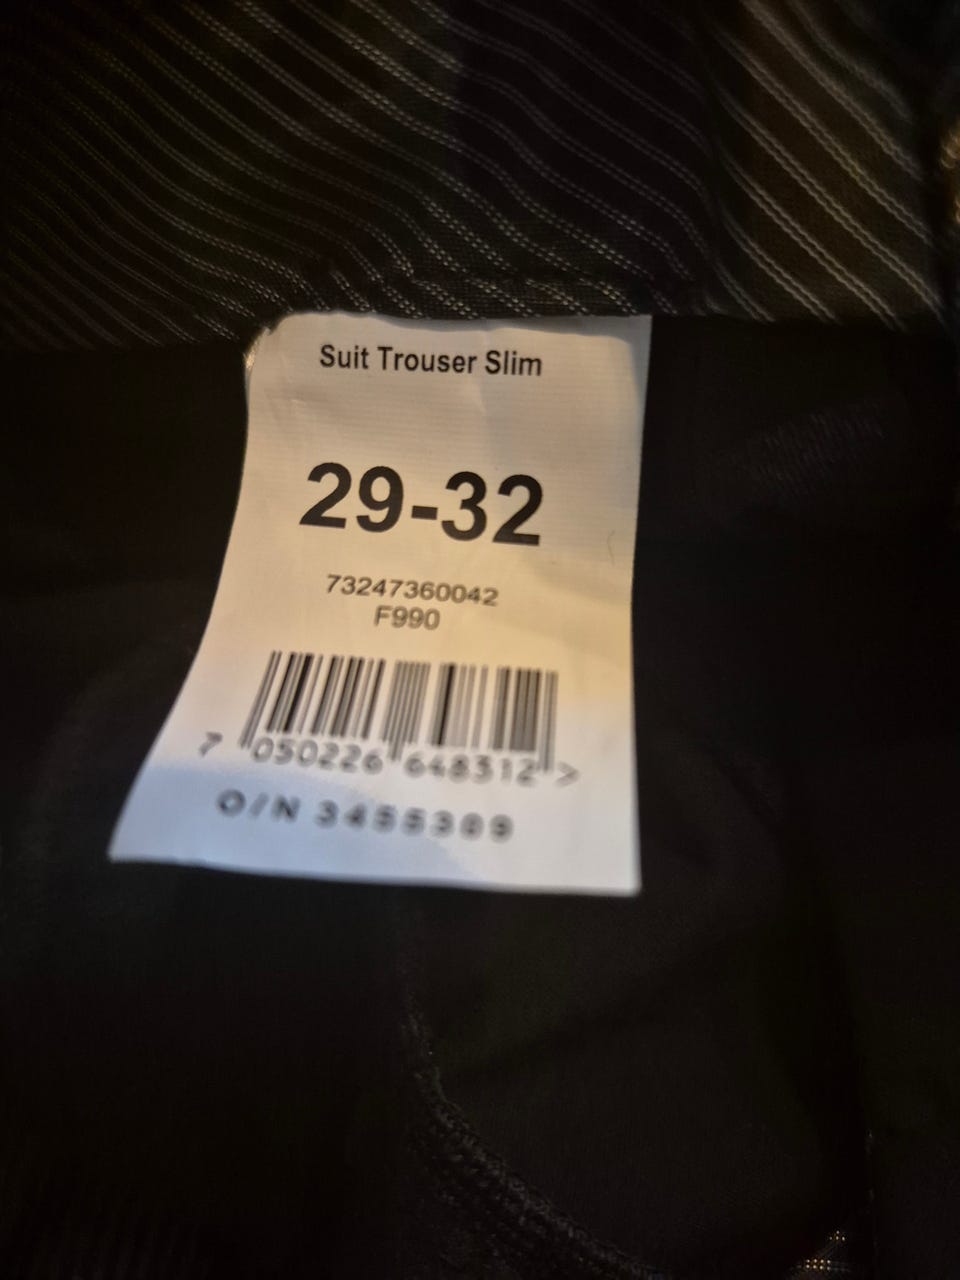 Suit Trouser Slim
29-32
73247360042
F990
7 050226 648312 >
O/N 3455389